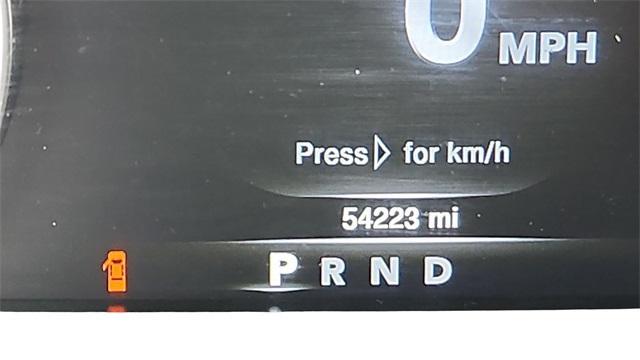 0 MPH
Press ▷ for km/h
54223 mi
P R N D